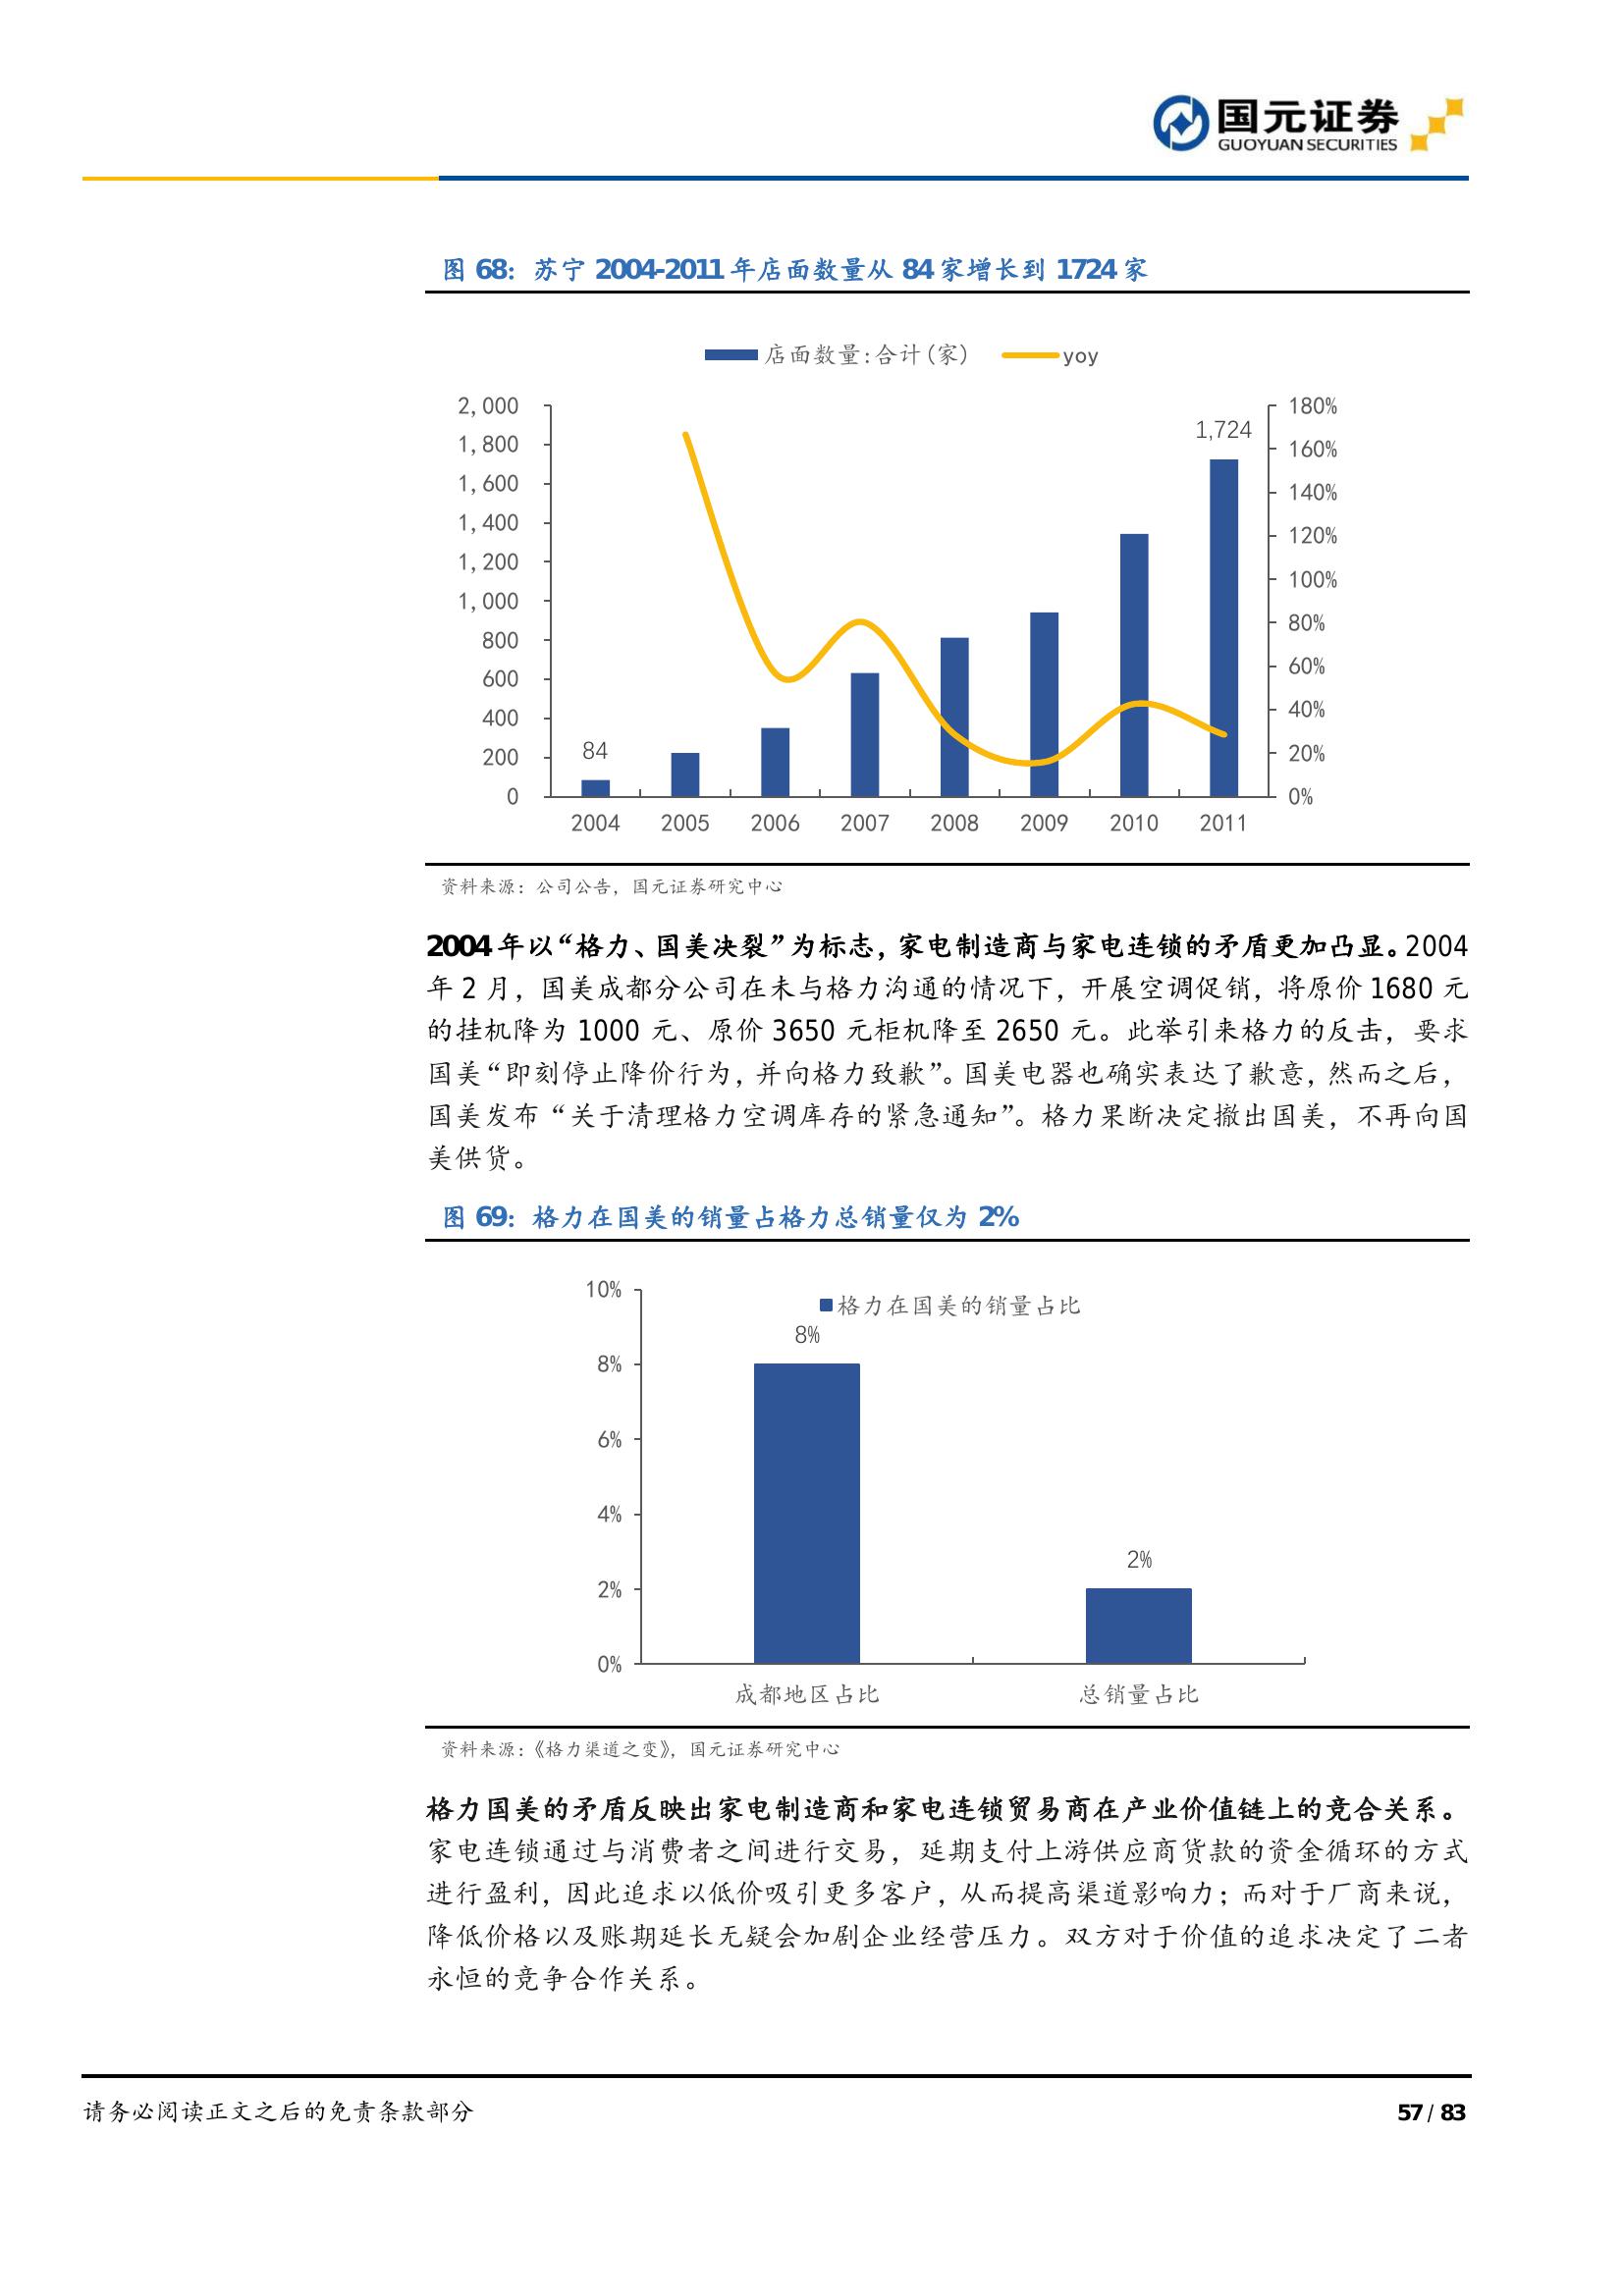 国元证券
GUOYUAN SECURITIES
图 68：苏宁 2004-2011 年店面数量从 84 家增长到 1724 家
店面数量:合计(家) yoy
2,000
1,800
1,600
1,400
1,200
1,000
800
600
400
200
0
84
1,724
180%
160%
140%
120%
100%
80%
60%
40%
20%
0%
2004 2005 2006 2007 2008 2009 2010 2011
资料来源：公司公告，国元证券研究中心
2004 年以“格力、国美决裂”为标志，家电制造商与家电连锁的矛盾更加凸显。2004
年 2 月，国美成都分公司在未与格力沟通的情况下，开展空调促销，将原价 1680 元
的挂机降为 1000 元、原价 3650 元柜机降至 2650 元。此举引来格力的反击，要求
国美“即刻停止降价行为，并向格力致歉”。国美电器也确实表达了歉意，然而之后，
国美发布“关于清理格力空调库存的紧急通知”。格力果断决定撤出国美，不再向国
美供货。
图 69：格力在国美的销量占格力总销量仅为 2%
格力在国美的销量占比
10%
8%
6%
4%
2%
0%
8%
2%
成都地区占比 总销量占比
资料来源：《格力渠道之变》，国元证券研究中心
格力国美的矛盾反映出家电制造商和家电连锁贸易商在产业价值链上的竞合关系。
家电连锁通过与消费者之间进行交易，延期支付上游供应商货款的资金循环的方式
进行盈利，因此追求以低价吸引更多客户，从而提高渠道影响力；而对于厂商来说，
降低价格以及账期延长无疑会加剧企业经营压力。双方对于价值的追求决定了二者
永恒的竞争合作关系。
请务必阅读正文之后的免责条款部分
57 / 83